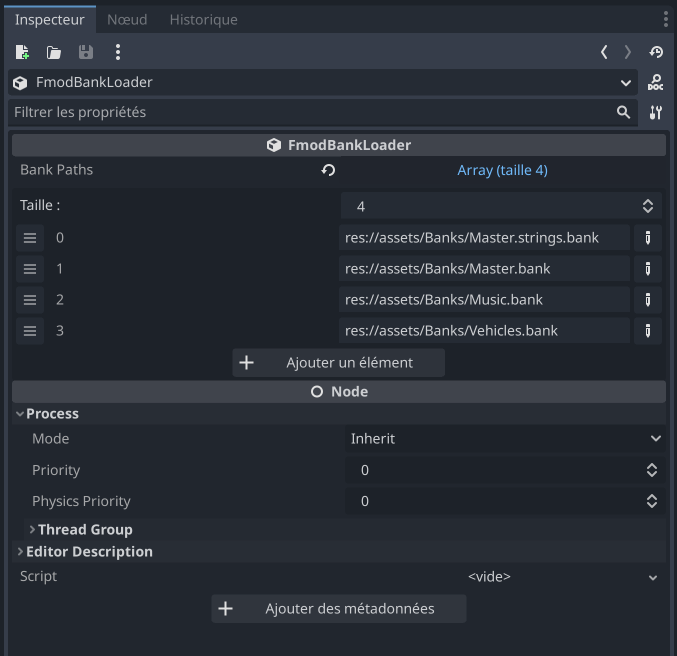 Inspecteur Nœud Historique
FmodBankLoader
DOC
Filtrer les propriétés
FmodBankLoader
Bank Paths Array (taille 4)
Taille : 4
0 res://assets/Banks/Master.strings.bank
1 res://assets/Banks/Master.bank
2 res://assets/Banks/Music.bank
3 res://assets/Banks/Vehicles.bank
Ajouter un élément
Node
Process
Mode Inherit
Priority 0
Physics Priority 0
Thread Group
Editor Description
Script <vide>
Ajouter des métadonnées